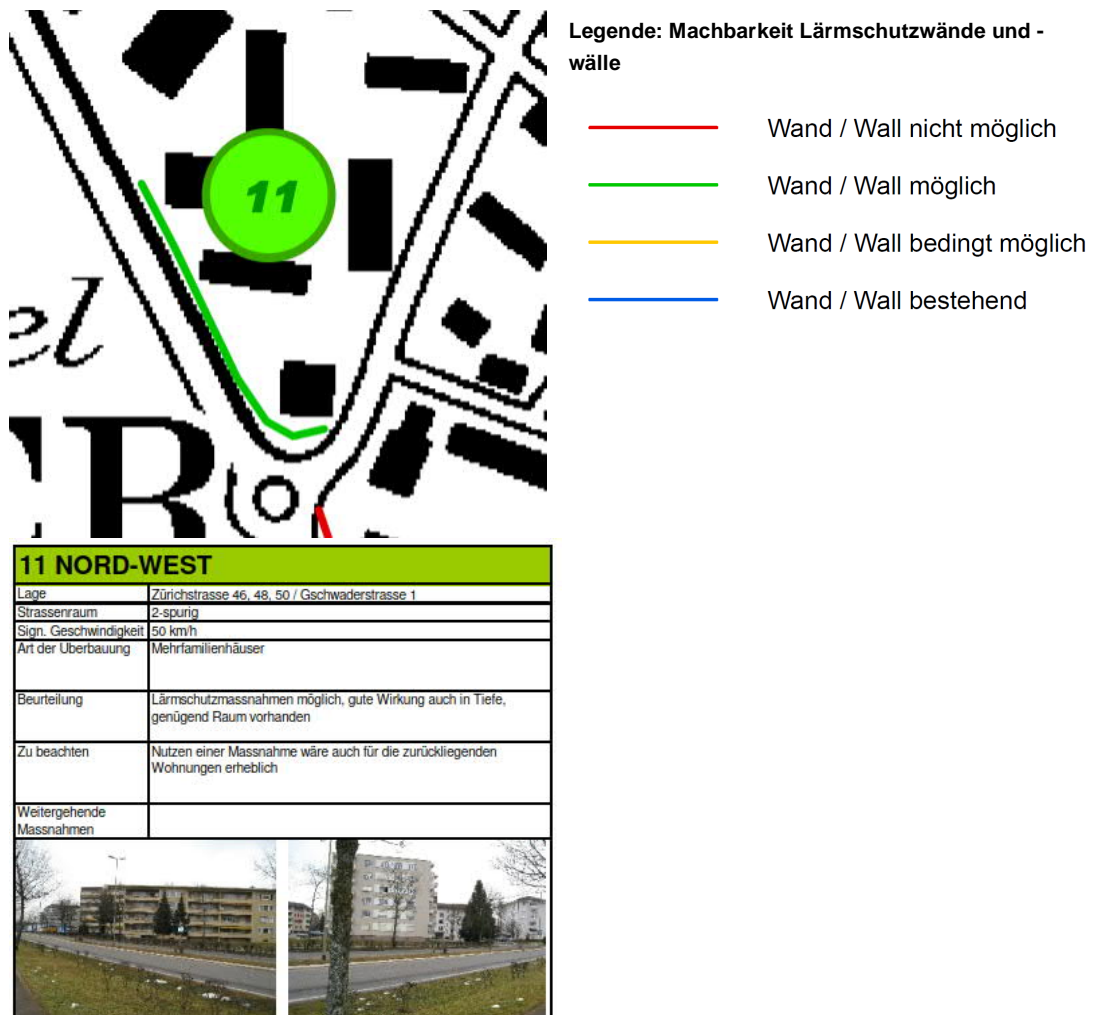 Legende: Machbarkeit Lärmschutzwände und -
wälle
Wand / Wall nicht möglich
Wand / Wall möglich
Wand / Wall bedingt möglich
Wand / Wall bestehend
11
el
ER
11 NORD-WEST
Lage Zürichstrasse 46, 48, 50 / Gschwaderstrasse 1
Strassenraum 2-spurig
Sign. Geschwindigkeit 50 km/h
Art der Überbauung Mehrfamilienhäuser
Beurteilung Lärmschutzmassnahmen möglich, gute Wirkung auch in Tiefe,
genügend Raum vorhanden
Zu beachten Nutzen einer Massnahme wäre auch für die zurückliegenden
Wohnungen erheblich
Weitergehende
Massnahmen